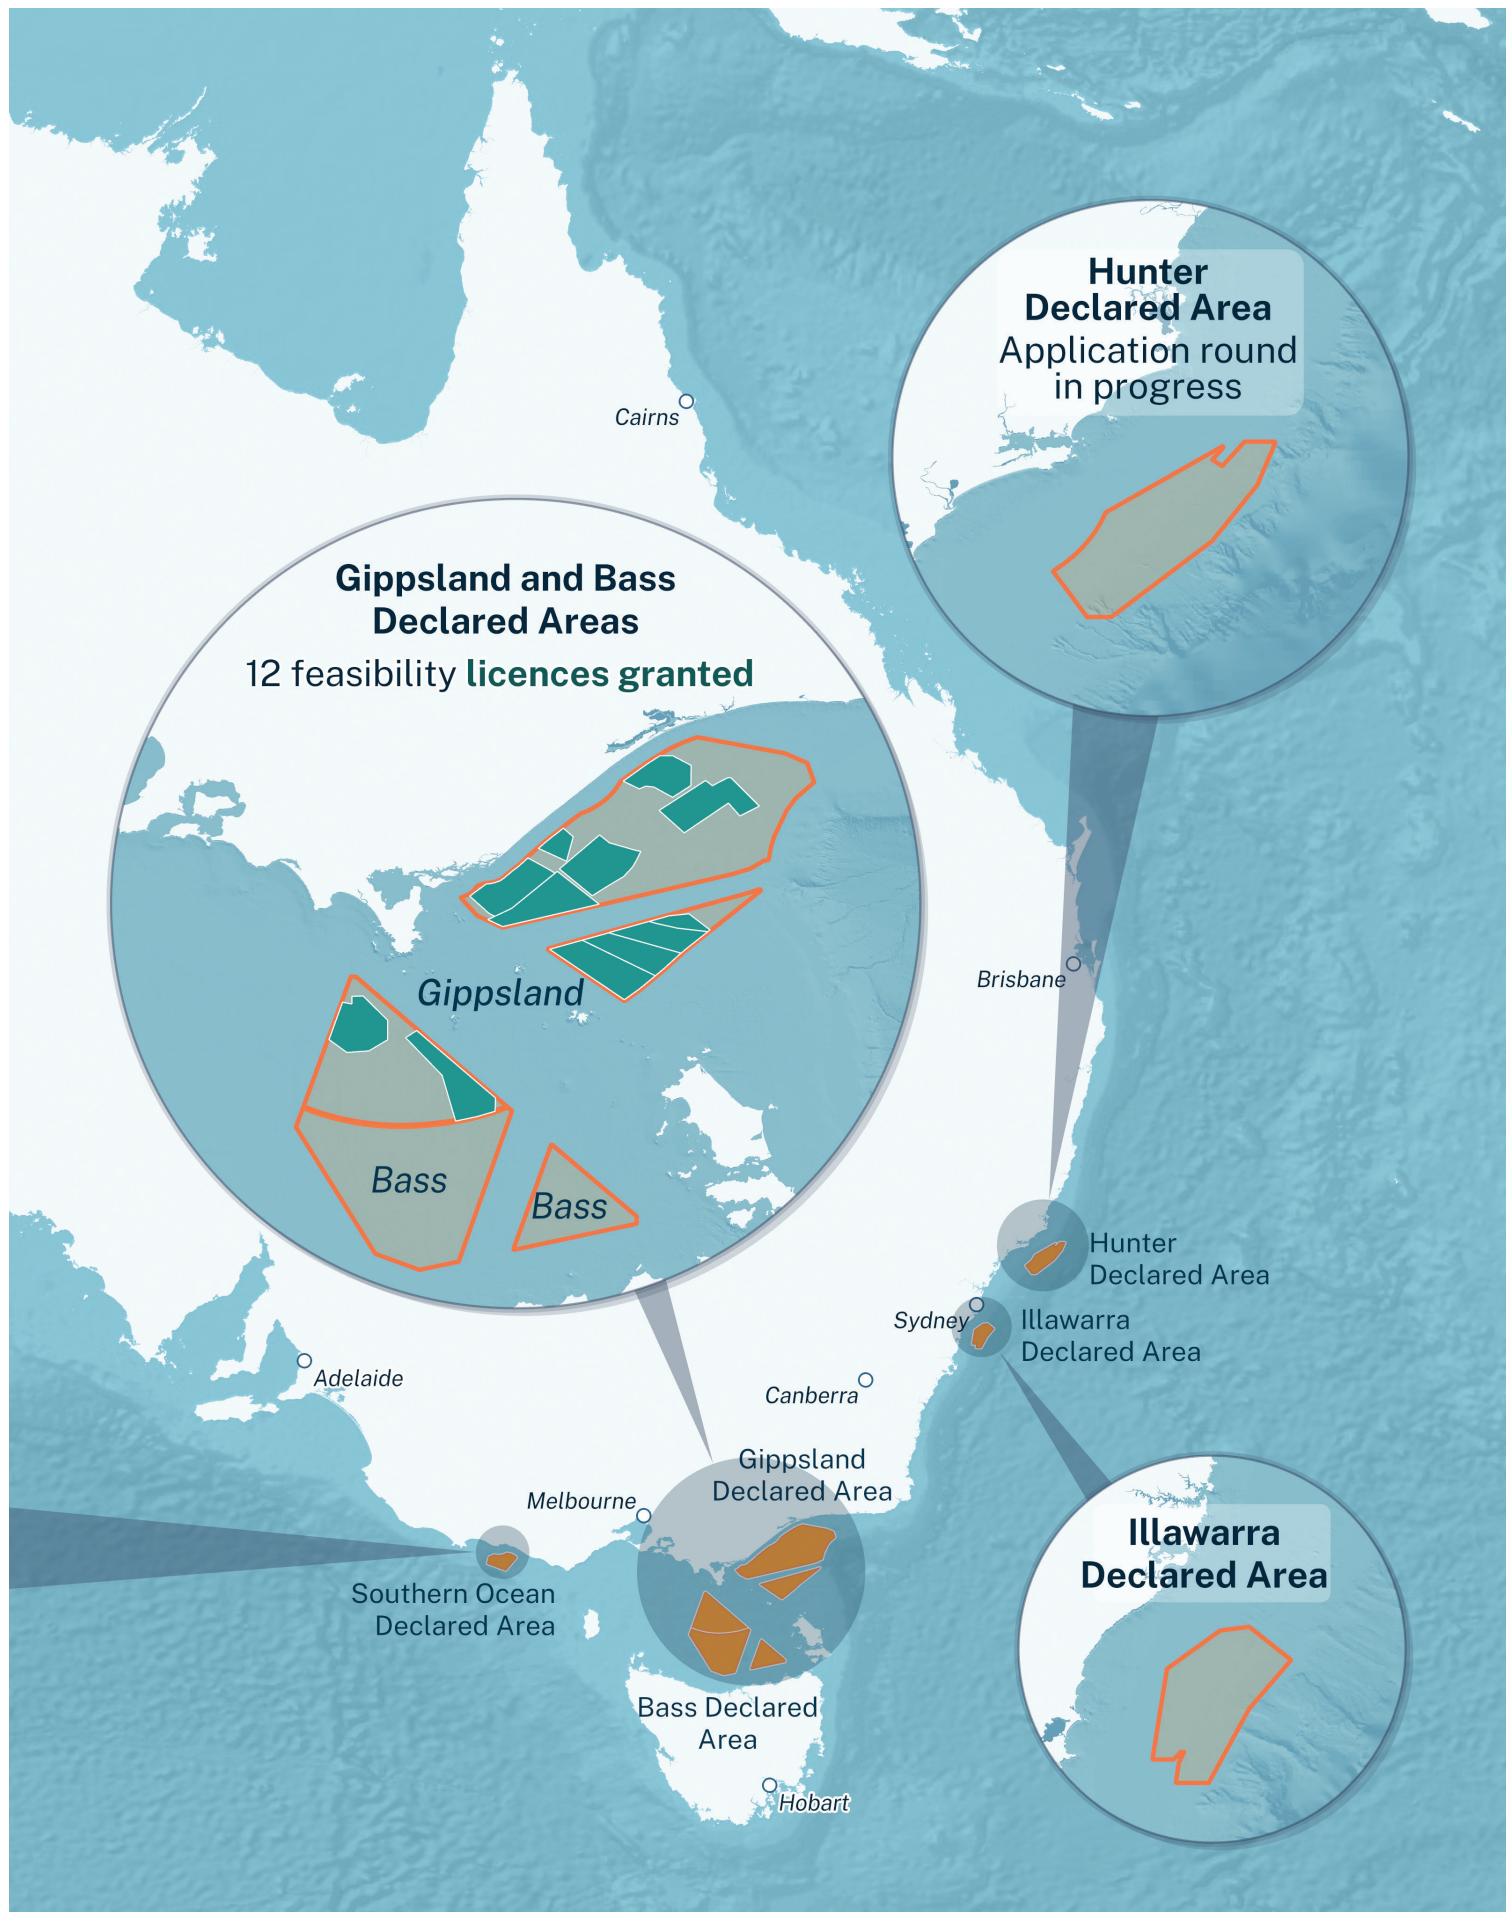 Hunter
Declared Area
Application round
in progress
Cairns
Gippsland and Bass
Declared Areas
12 feasibility licences granted
Gippsland
Bass
Bass
Brisbane
Hunter
Declared Area
Sydney
Illawarra
Declared Area
Adelaide
Canberra
Gippsland
Declared Area
Melbourne
Southern Ocean
Declared Area
Illawarra
Declared Area
Bass Declared
Area
Hobart